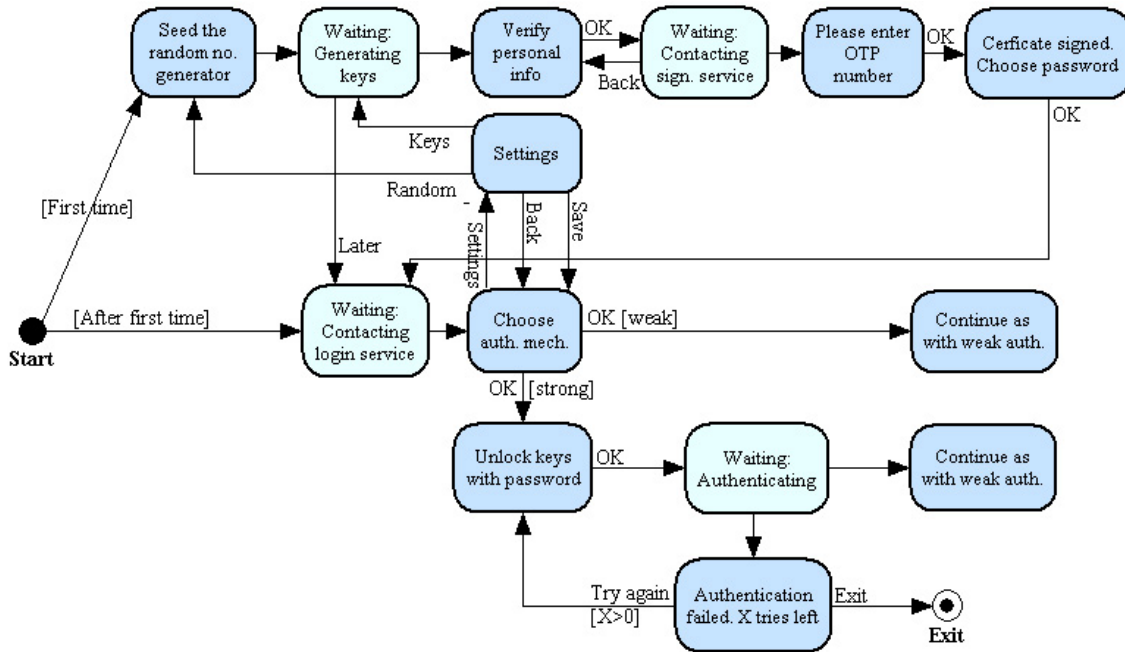 Seed the
random no.
generator
Waiting:
Generating
keys
Verify
personal
info
OK
Back
Waiting:
Contacting
sign. service
Please enter
OTP
number
OK
Cerficate signed.
Choose password
OK
Keys
Settings
Random
-
[First time]
Settings
Back
Save
Later
[After first time]
Start
Waiting:
Contacting
login service
Choose
auth. mech.
OK [weak]
Continue as
with weak auth.
OK [strong]
Unlock keys
with password
OK
Waiting:
Authenticating
Continue as
with weak auth.
Try again
[X>0]
Authentication
failed. X tries left
Exit
Exit